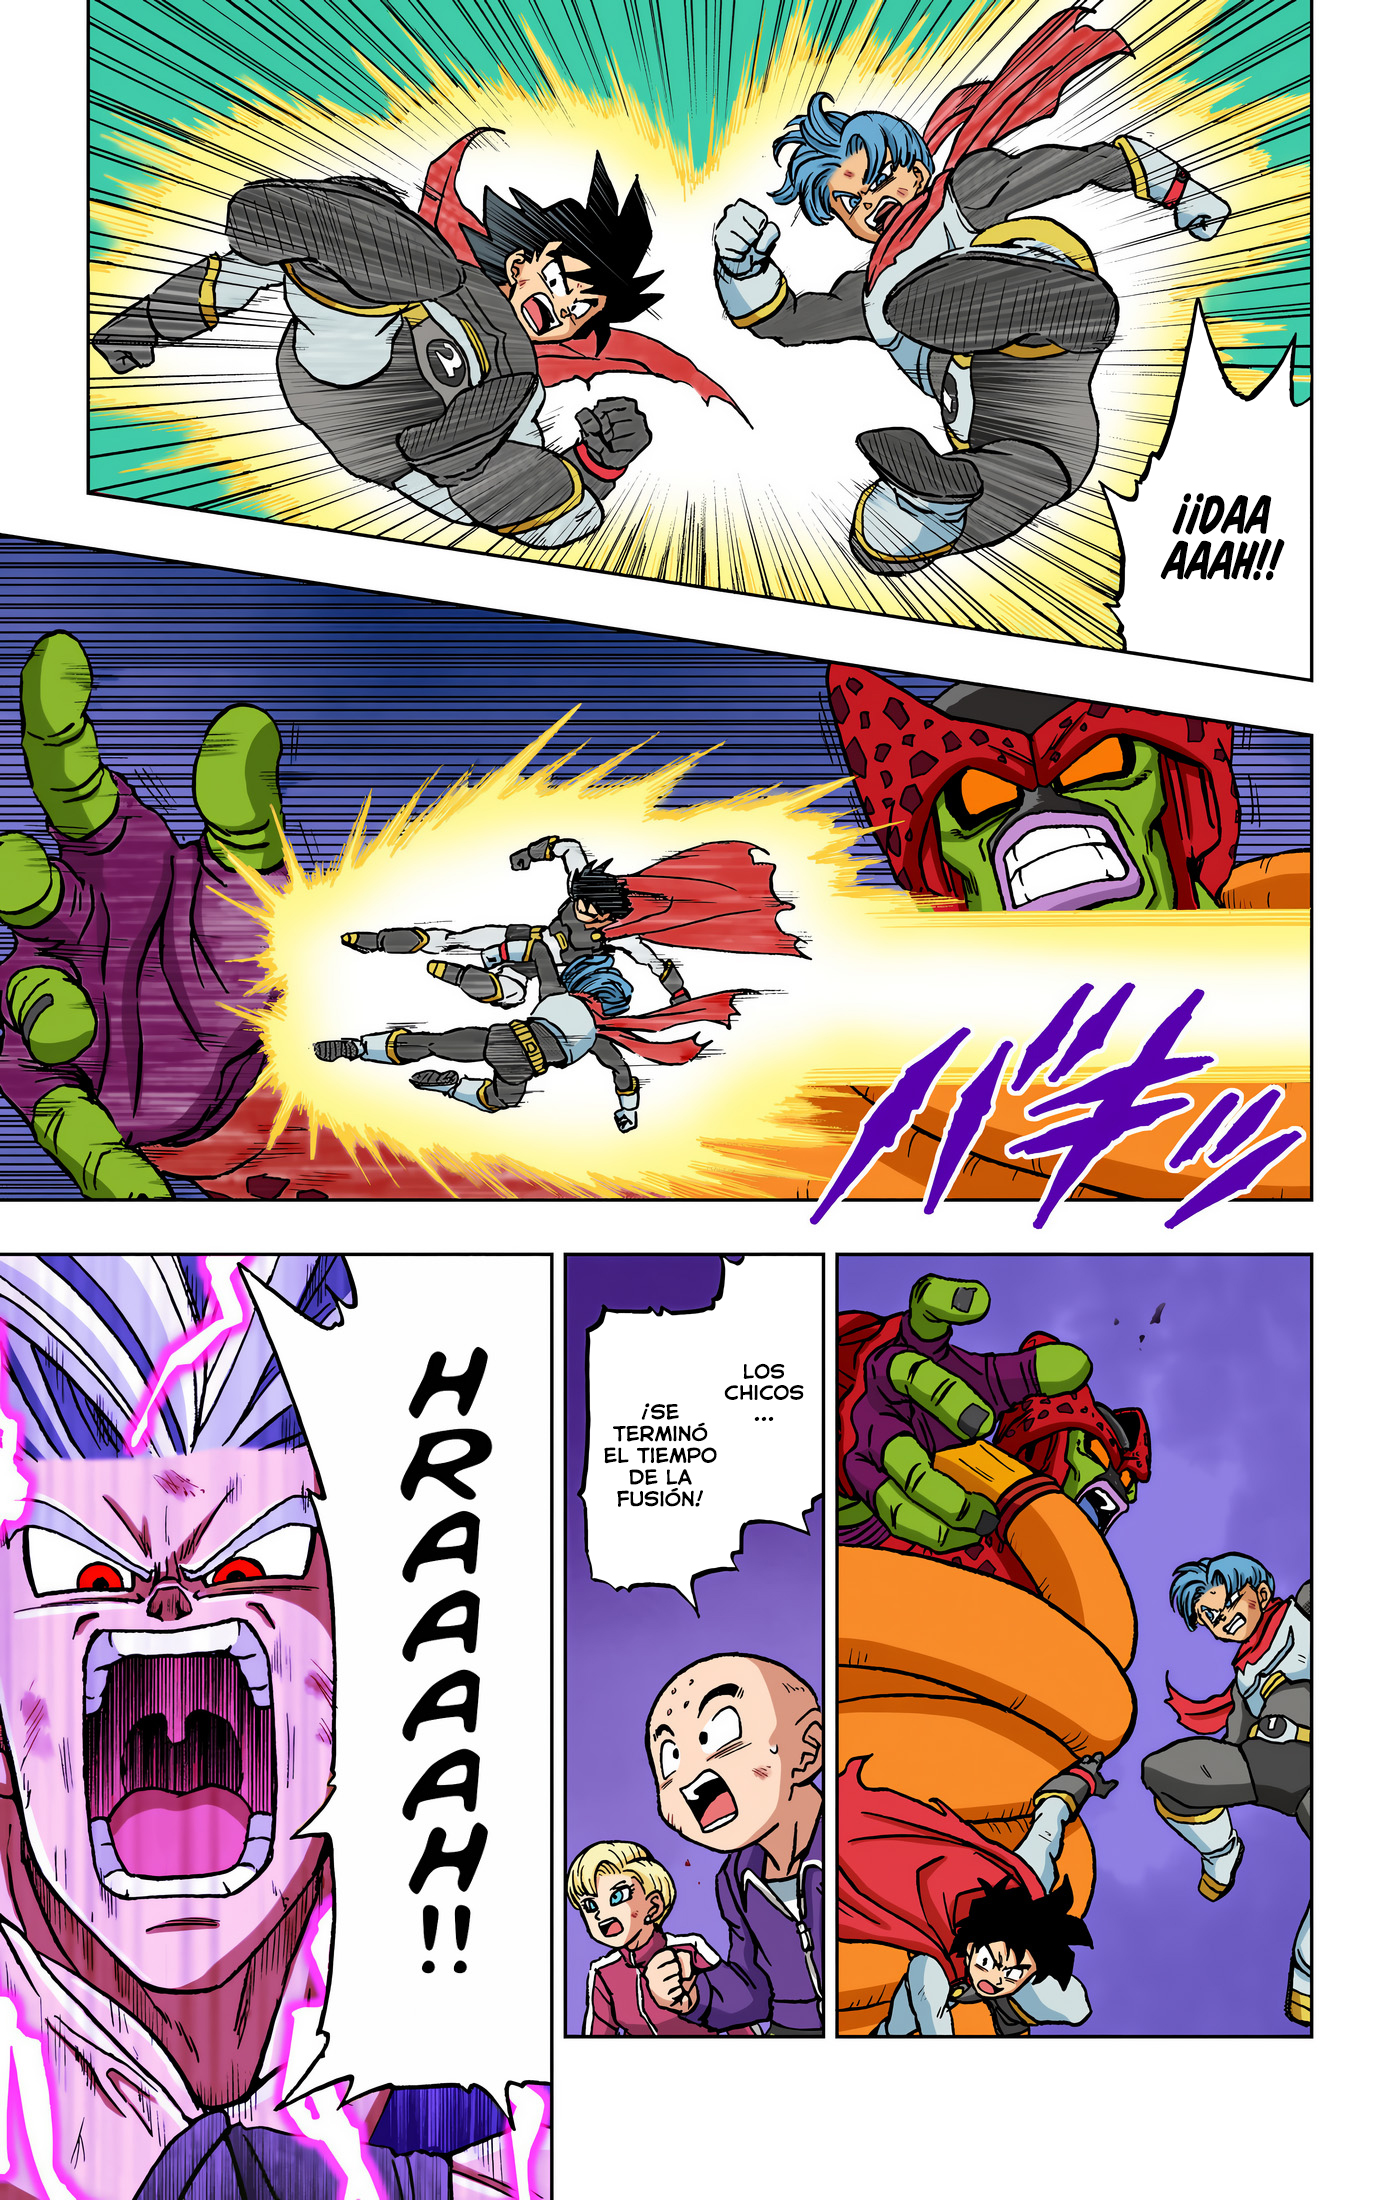 ¡¡DAA
AAAH!!
バキッ
LOS
CHICOS
...
¡SE
TERMINÓ
EL TIEMPO
DE LA
FUSIÓN!
HRAAAAAH!!